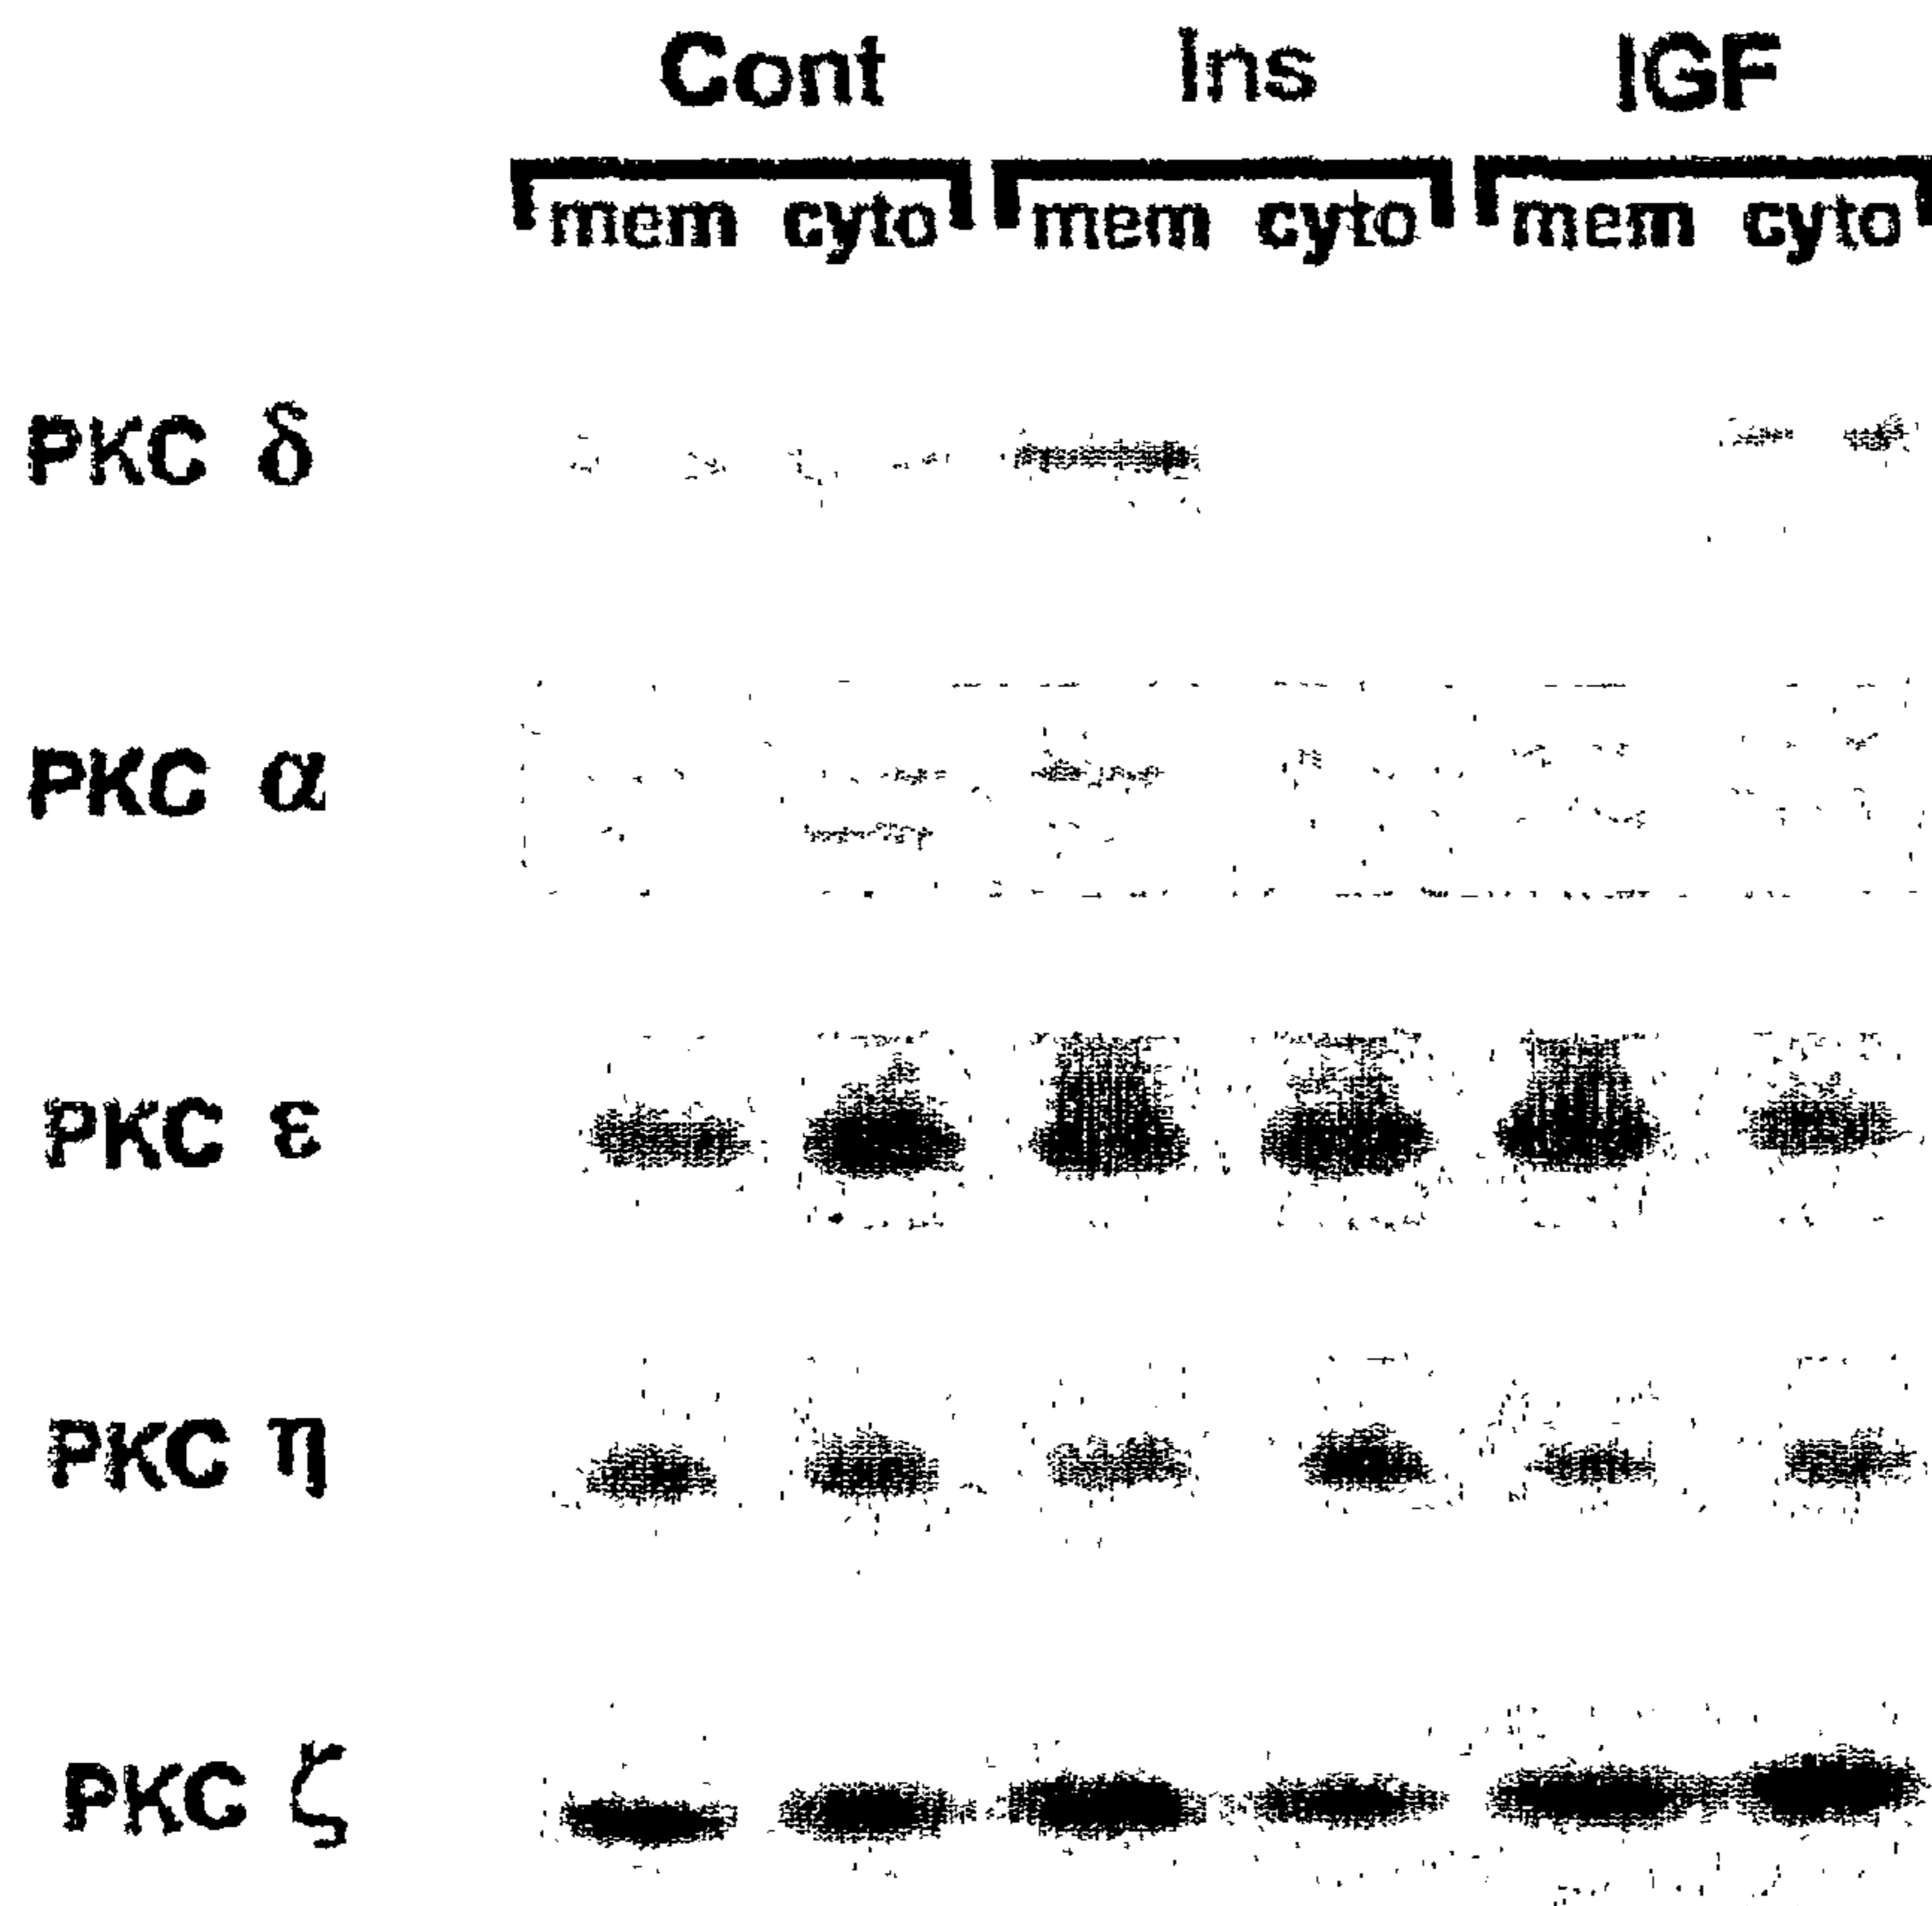 Cont Ins IGF
mem cyto mem cyto mem cyto
PKC δ
PKC α
PKC ε
PKC η
PKC ζ